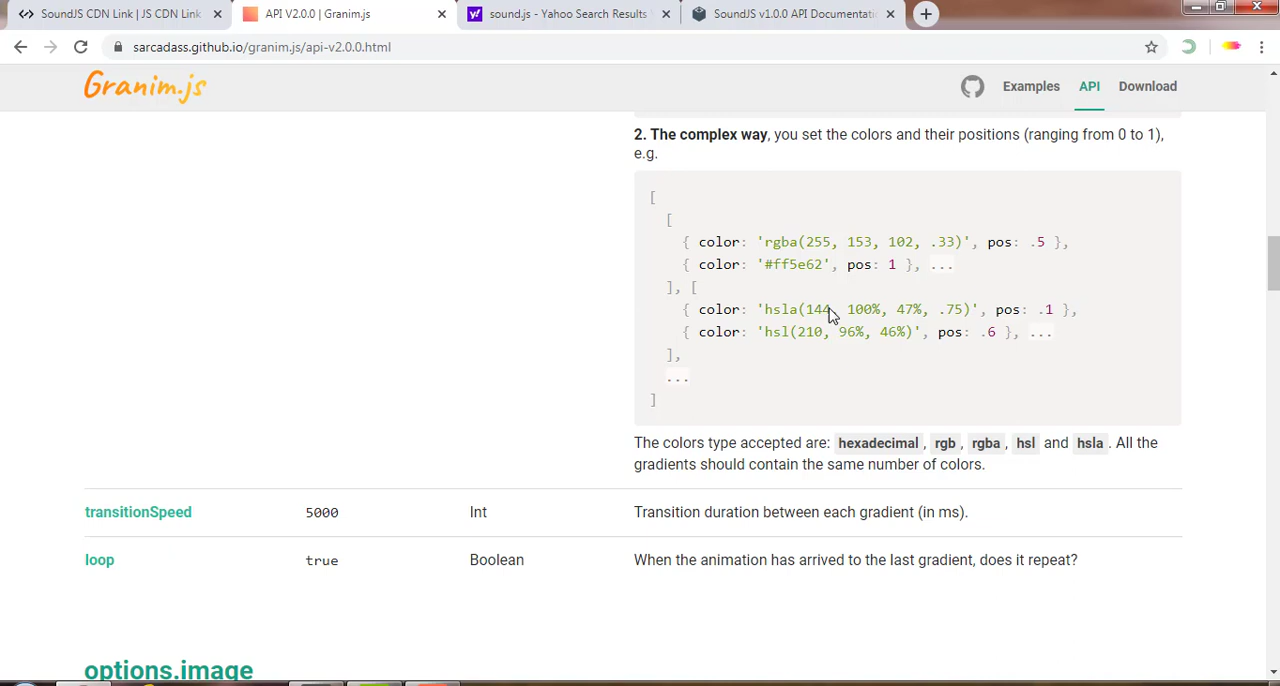 SoundJS CDN Link | JS CDN Links
API V2.0.0 | Granim.js
sound.js - Yahoo Search Results
SoundJS v1.0.0 API Documentati
sarcadass.github.io/granim.js/api-v2.0.0.html
Granim.js
Examples
API
Download
2. The complex way, you set the colors and their positions (ranging from 0 to 1),
e.g.
[
[
{ color: 'rgba(255, 153, 102, .33)', pos: .5 },
{ color: '#ff5e62', pos: 1 }, ...
], [
{ color: 'hsla(144, 100%, 47%, .75)', pos: .1 },
{ color: 'hsl(210, 96%, 46%)', pos: .6 }, ...
],
...
]
The colors type accepted are: hexadecimal , rgb , rgba , hsl and hsla . All the
gradients should contain the same number of colors.
transitionSpeed 5000 Int Transition duration between each gradient (in ms).
loop true Boolean When the animation has arrived to the last gradient, does it repeat?
options.image